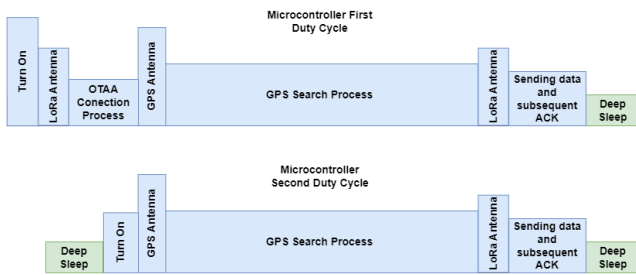 Microcontroller First
Duty Cycle
Turn On
LoRa Antenna
OTAA
Conection
Process
GPS Antenna
GPS Search Process
LoRa Antenna
Sending data
and
subsequent
ACK
Deep
Sleep
Microcontroller
Second Duty Cycle
Deep
Sleep
Turn On
GPS Antenna
GPS Search Process
LoRa Antenna
Sending data
and
subsequent
ACK
Deep
Sleep